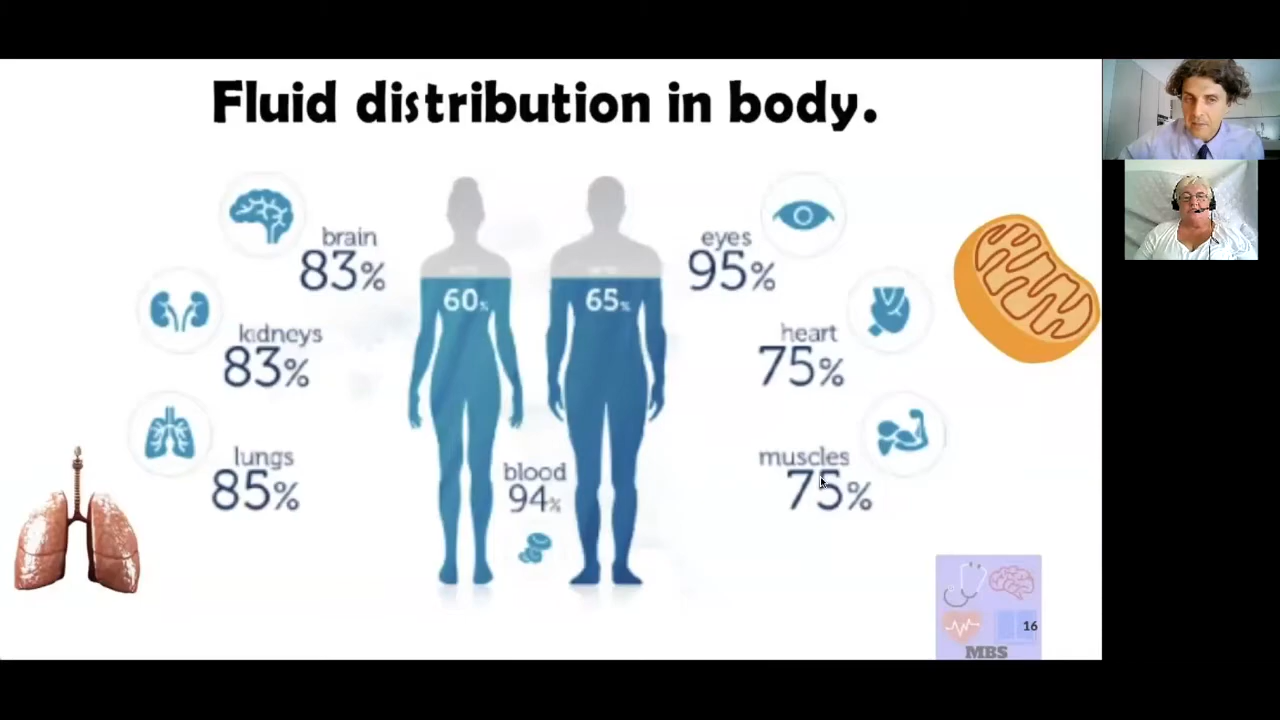 Fluid distribution in body.
brain
83%
kidneys
83%
lungs
85%
60%
65%
blood
94%
eyes
95%
heart
75%
muscles
75%
16
MBS